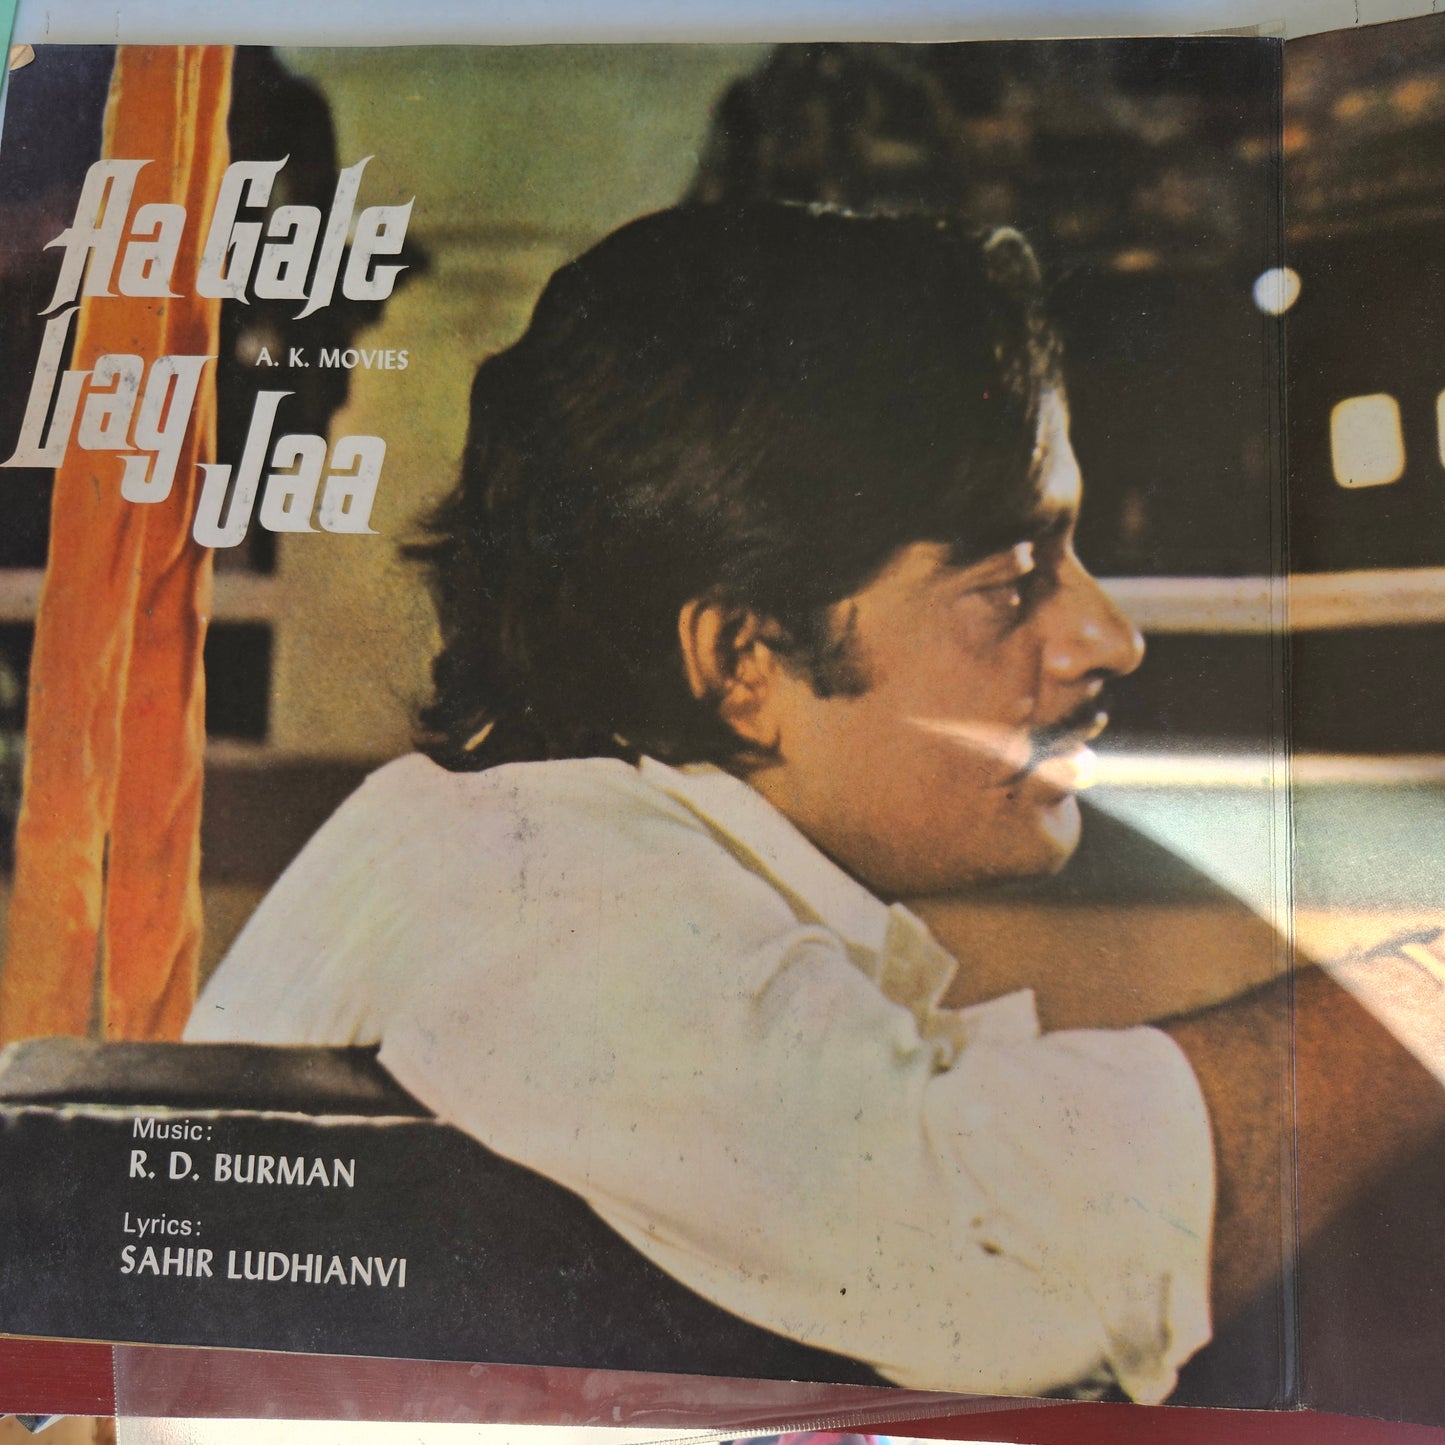 Aa Gale
Lag
A. K. MOVIES
Jaa
Music:
R. D. BURMAN
Lyrics:
SAHIR LUDHIANVI